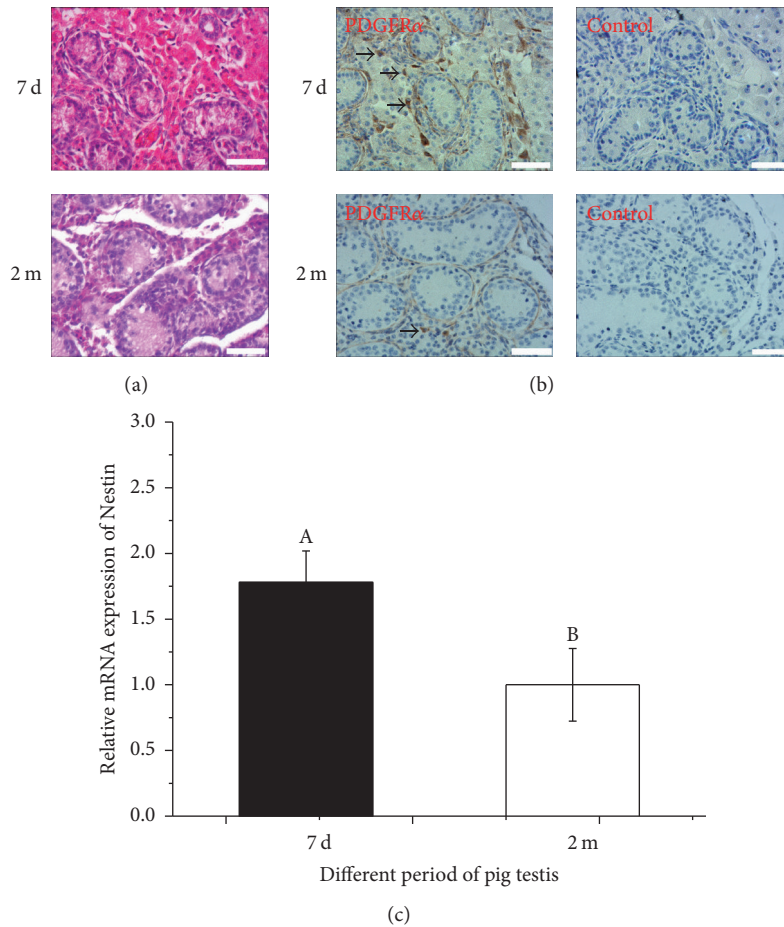 7 d
PDGFRα
Control
2 m
2 m
PDGFRα
Control
7 d
(a)
(b)
Relative mRNA expression of Nestin
3.0
2.5
2.0
1.5
1.0
0.5
0.0
A
B
7 d
2 m
Different period of pig testis
(c)